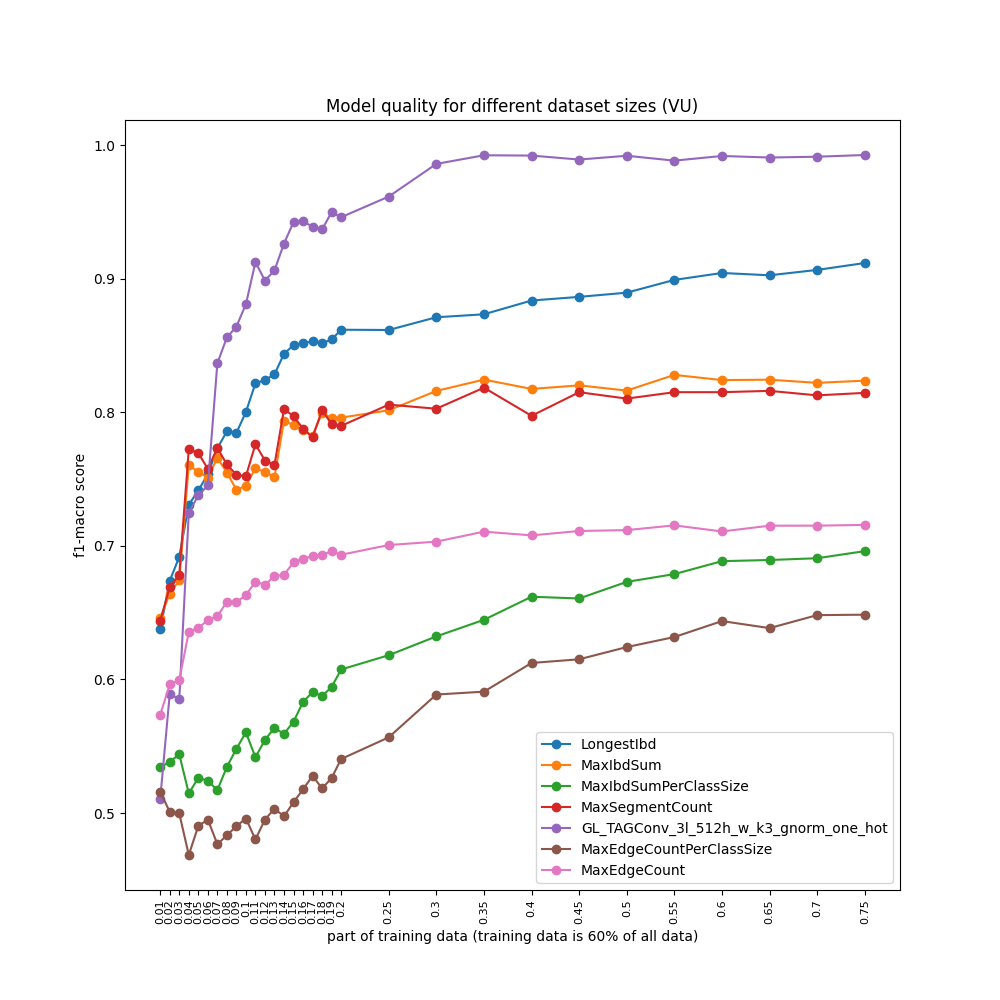 Model quality for different dataset sizes (VU)
f1-macro score
1.0
0.9
0.8
0.7
0.6
0.5
LongestIbd
MaxIbdSum
MaxIbdSumPerClassSize
MaxSegmentCount
GL_TAGConv_3l_512h_w_k3_gnorm_one_hot
MaxEdgeCountPerClassSize
MaxEdgeCount
0.01 0.02 0.03 0.04 0.05 0.06 0.07 0.08 0.09 0.1 0.11 0.12 0.13 0.14 0.15 0.16 0.17 0.18 0.19 0.2 0.25 0.3 0.35 0.4 0.45 0.5 0.55 0.6 0.65 0.7 0.75
part of training data (training data is 60% of all data)